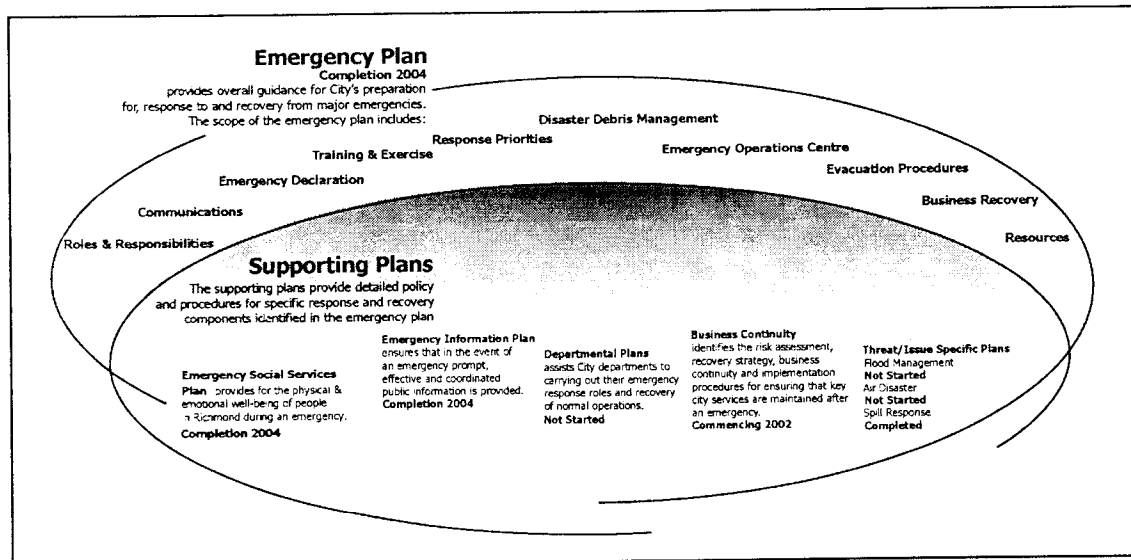 Emergency Plan
Completion 2004
provides overall guidance for City's preparation
for, response to and recovery from major emergencies.
The scope of the emergency plan includes:
Disaster Debris Management
Response Priorities
Emergency Operations Centre
Training & Exercise
Evacuation Procedures
Emergency Declaration
Business Recovery
Communications
Resources
Roles & Responsibilities
Supporting Plans
The supporting plans provide detailed policy
and procedures for specific response and recovery
components identified in the emergency plan
Emergency Social Services
Plan provides for the physical &
emotional well-being of people
in Richmond during an emergency.
Completion 2004
Emergency Information Plan
ensures that in the event of
an emergency prompt,
effective and coordinated
public information is provided.
Completion 2004
Departmental Plans
assists City departments to
carrying out their emergency
response roles and recovery
of normal operations.
Not Started
Business Continuity
identifies the risk assessment,
recovery strategy, business
continuity and implementation
procedures for ensuring that key
city services are maintained after
an emergency.
Commencing 2002
Threat/Issue Specific Plans
Flood Management
Not Started
Air Disaster
Not Started
Spill Response
Completed